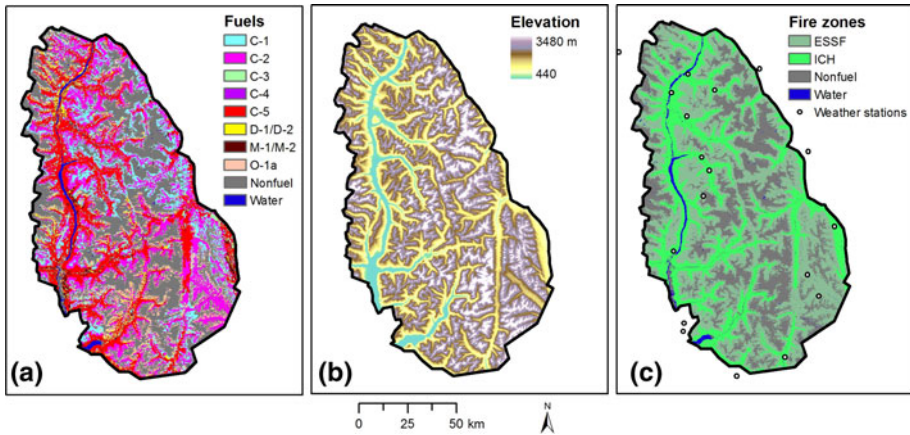 Fuels
C-1
C-2
C-3
C-4
C-5
D-1/D-2
M-1/M-2
O-1a
Nonfuel
Water
(a)
Elevation
3480 m
440
(b)
Fire zones
ESSF
ICH
Nonfuel
Water
Weather stations
(c)
0 25 50 km
N